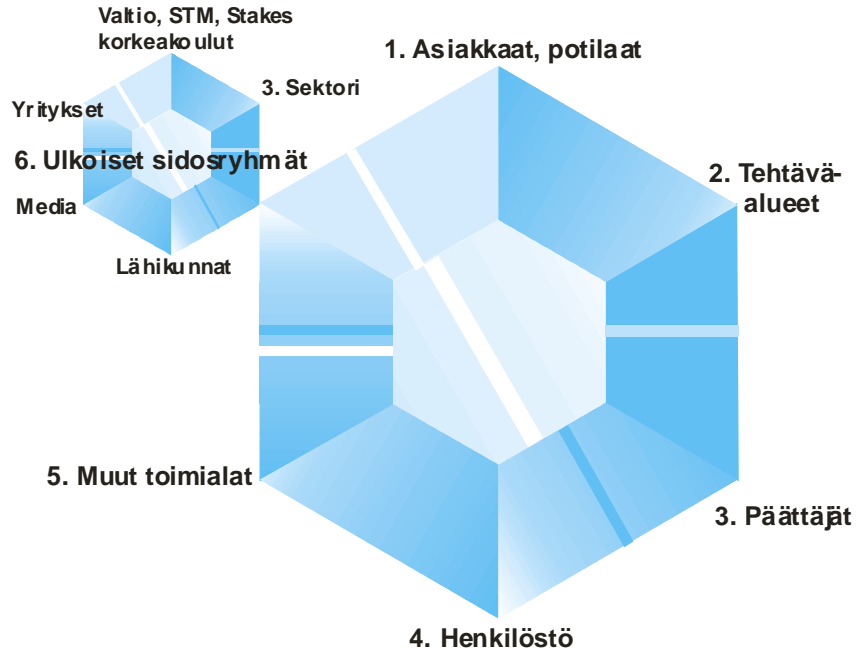 Valtio, STM, Stakes
korkeakoulut
1. Asiakkaat, potilaat
3. Sektori
Yritykset
6. Ulkoiset sidosryhmät
2. Tehtävä-
alueet
Media
Lähikunnat
5. Muut toimialat
3. Päättäjät
4. Henkilöstö